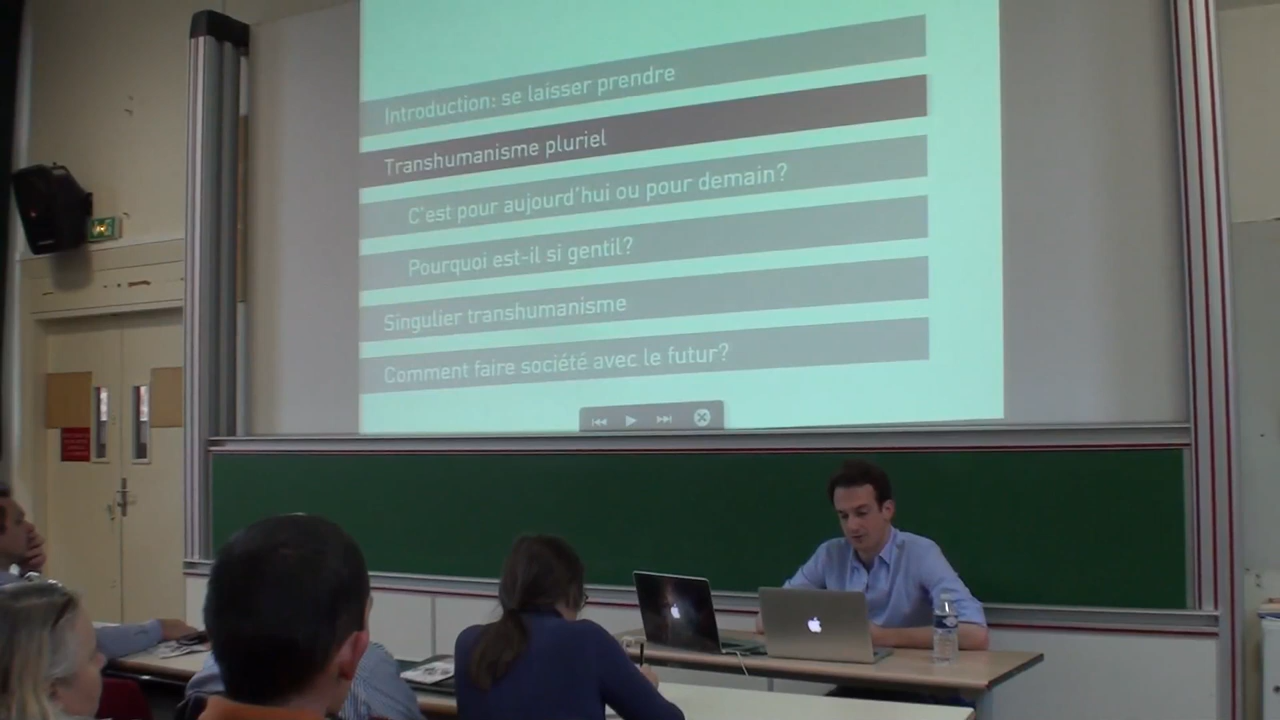 Introduction: se laisser prendre
Transhumanisme pluriel
C'est pour aujourd'hui ou pour demain?
Pourquoi est-il si gentil?
Singulier transhumanisme
Comment faire société avec le futur?